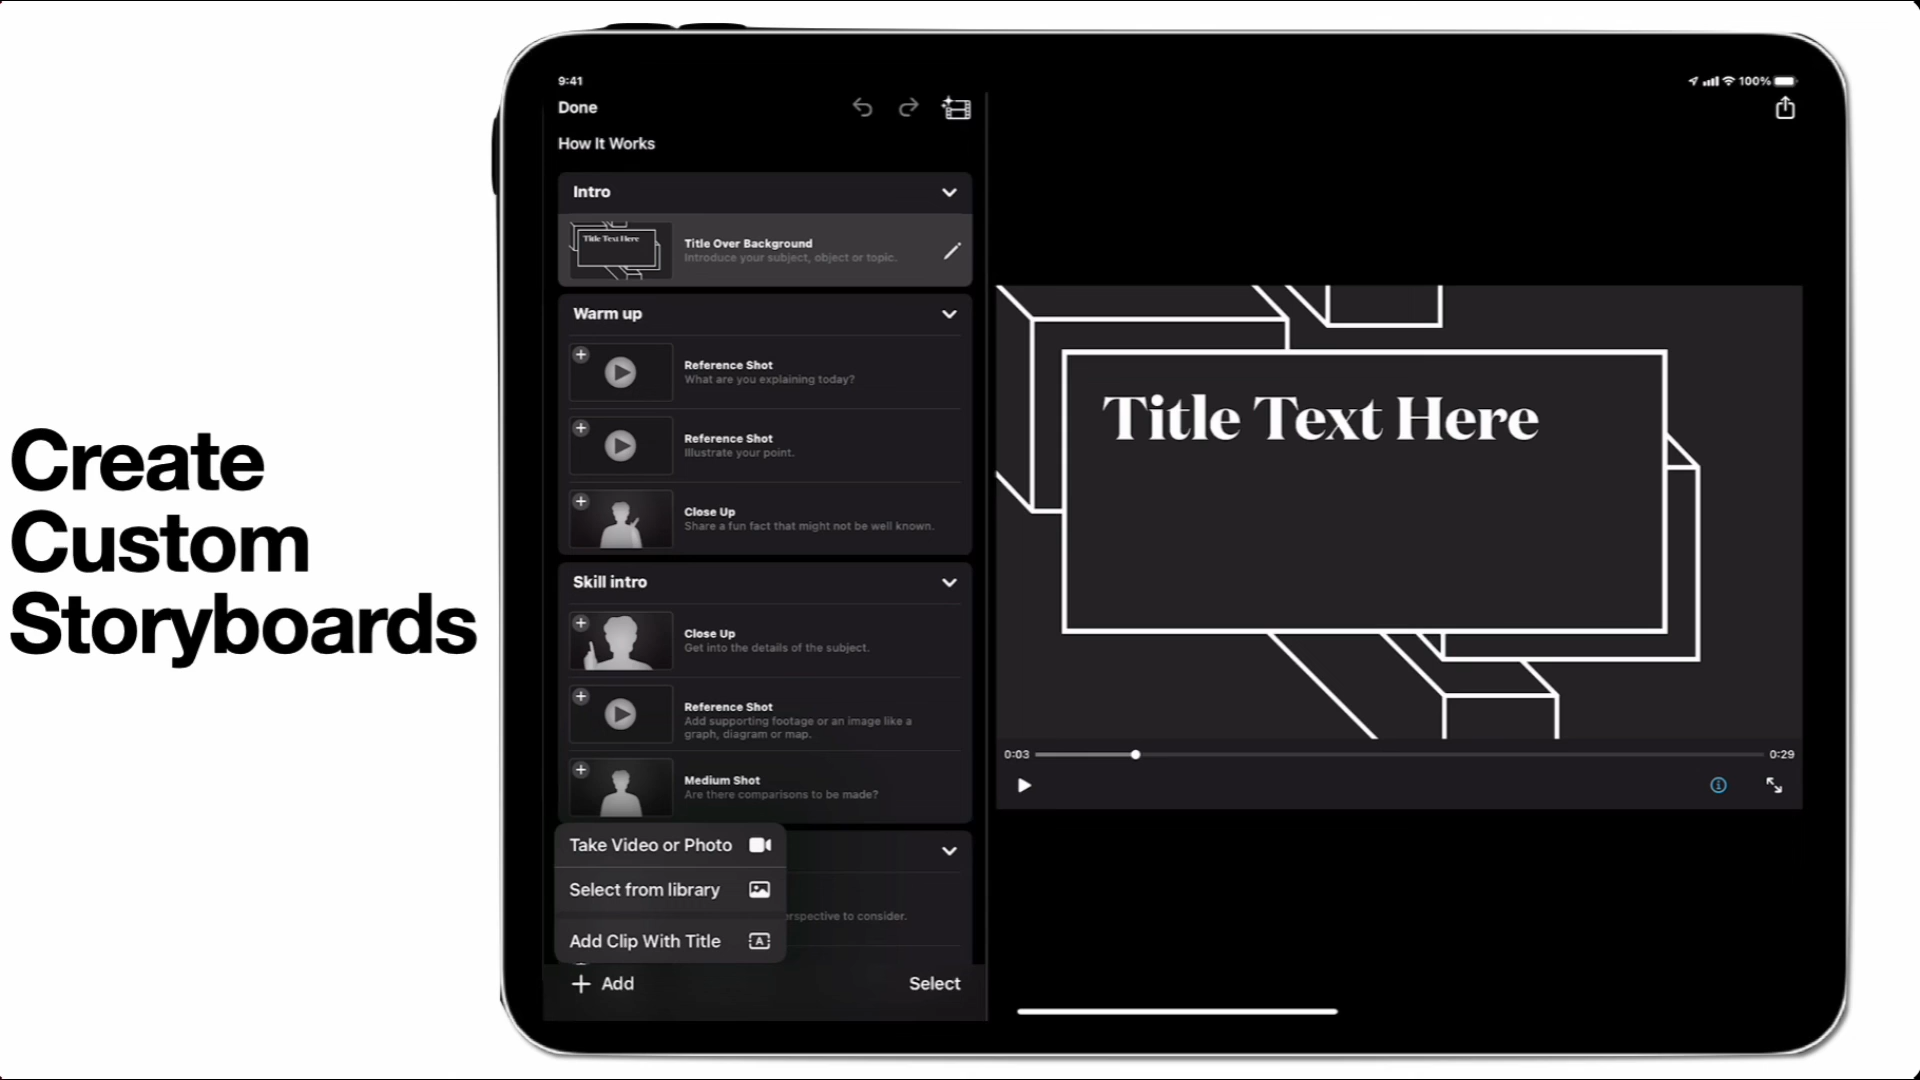 Create
Custom
Storyboards
9:41
100%
Done
How It Works
Intro
Title Text Here
Title Over Background
Introduce your subject, object or topic.
Warm up
Reference Shot
What are you explaining today?
Reference Shot
Illustrate your point.
Close Up
Share a fun fact that might not be well known.
Skill intro
Close Up
Get into the details of the subject.
Reference Shot
Add supporting footage or an image like a
graph, diagram or map.
Medium Shot
Are there comparisons to be made?
Take Video or Photo
Select from library
Add Clip With Title
A
to consider.
Add
Select
Title Text Here
0:03
0:29